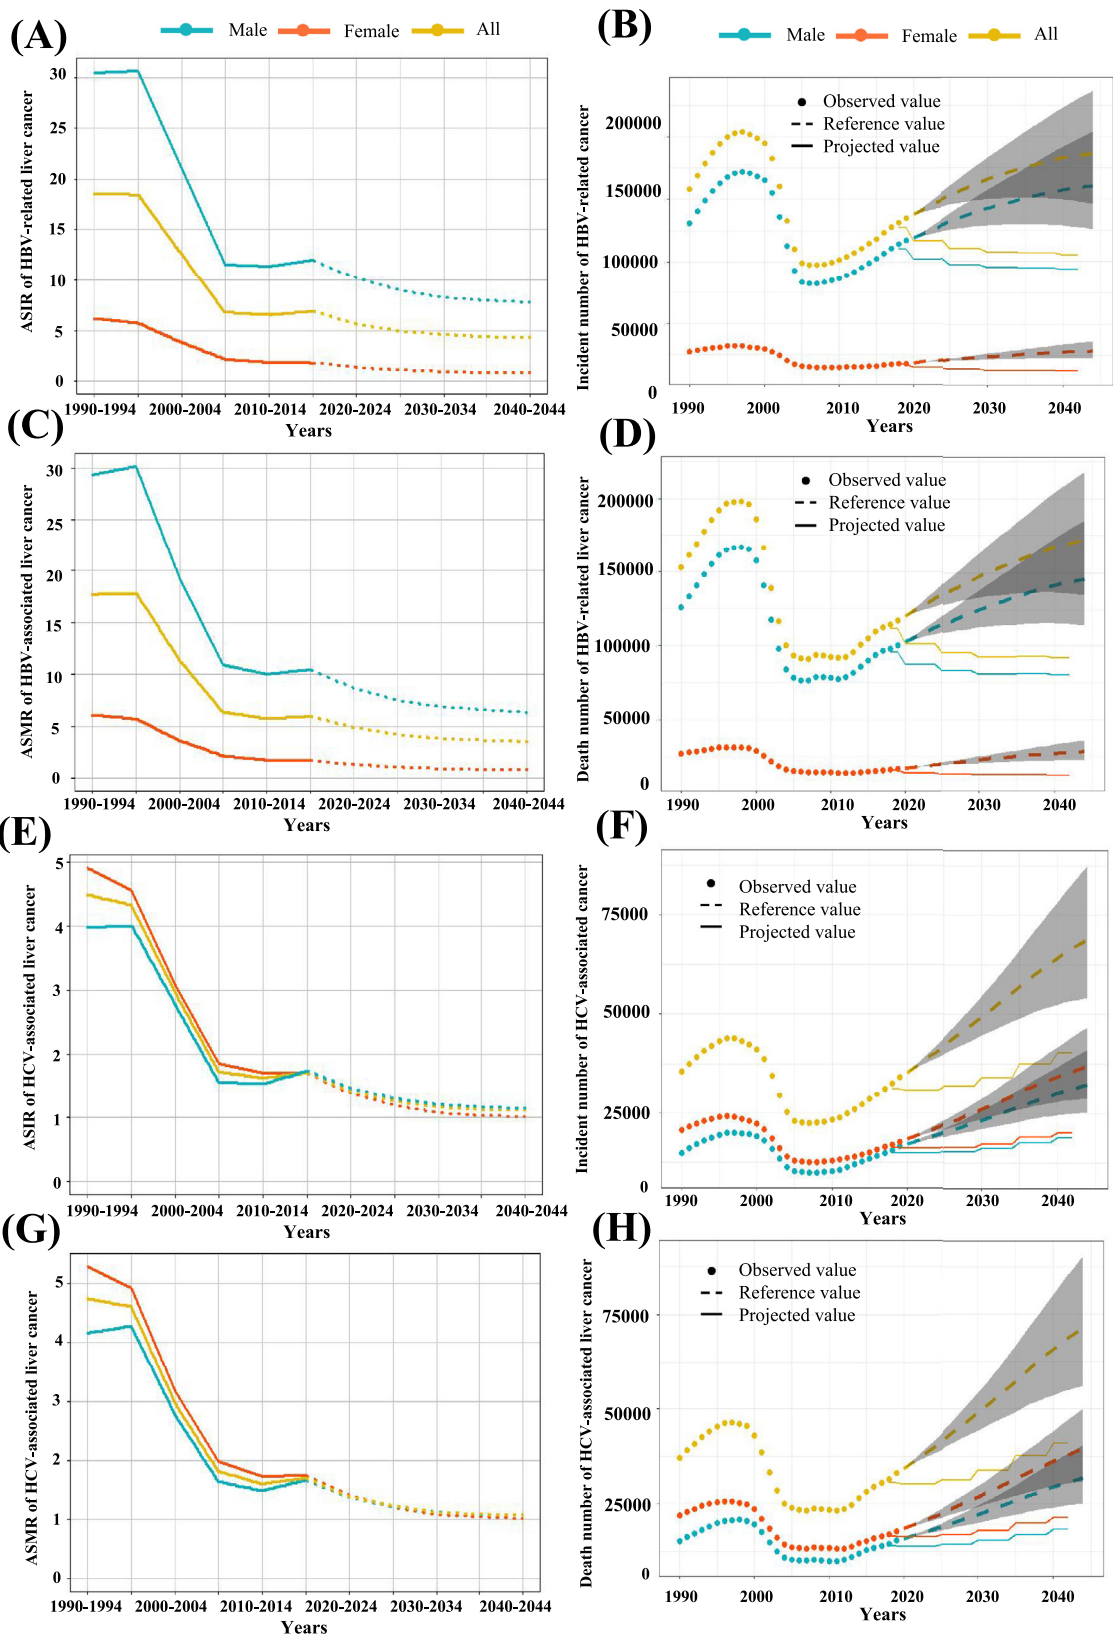 (A)
Male Female All
ASIR of HBV-related liver cancer
30
25
20
15
10
5
0
1990-1994 2000-2004 2010-2014 2020-2024 2030-2034 2040-2044
Years
(B)
Male Female All
Observed value
Reference value
Projected value
Incident number of HBV-related cancer
200000
150000
100000
50000
0
1990 2000 2010 2020 2030 2040
Years
(C)
ASMR of HBV-associated liver cancer
30
25
20
15
10
5
0
1990-1994 2000-2004 2010-2014 2020-2024 2030-2034 2040-2044
Years
(D)
Observed value
Reference value
Projected value
Death number of HBV-related liver cancer
200000
150000
100000
50000
0
1990 2000 2010 2020 2030 2040
Years
(E)
ASIR of HCV-associated liver cancer
5
4
3
2
1
0
1990-1994 2000-2004 2010-2014 2020-2024 2030-2034 2040-2044
Years
(F)
Observed value
Reference value
Projected value
Incident number of HCV-associated cancer
75000
50000
25000
0
1990 2000 2010 2020 2030 2040
Years
(G)
ASMR of HCV-associated liver cancer
5
4
3
2
1
0
1990-1994 2000-2004 2010-2014 2020-2024 2030-2034 2040-2044
Years
(H)
Observed value
Reference value
Projected value
Death number of HCV-associated liver cancer
75000
50000
25000
0
1990 2000 2010 2020 2030 2040
Years